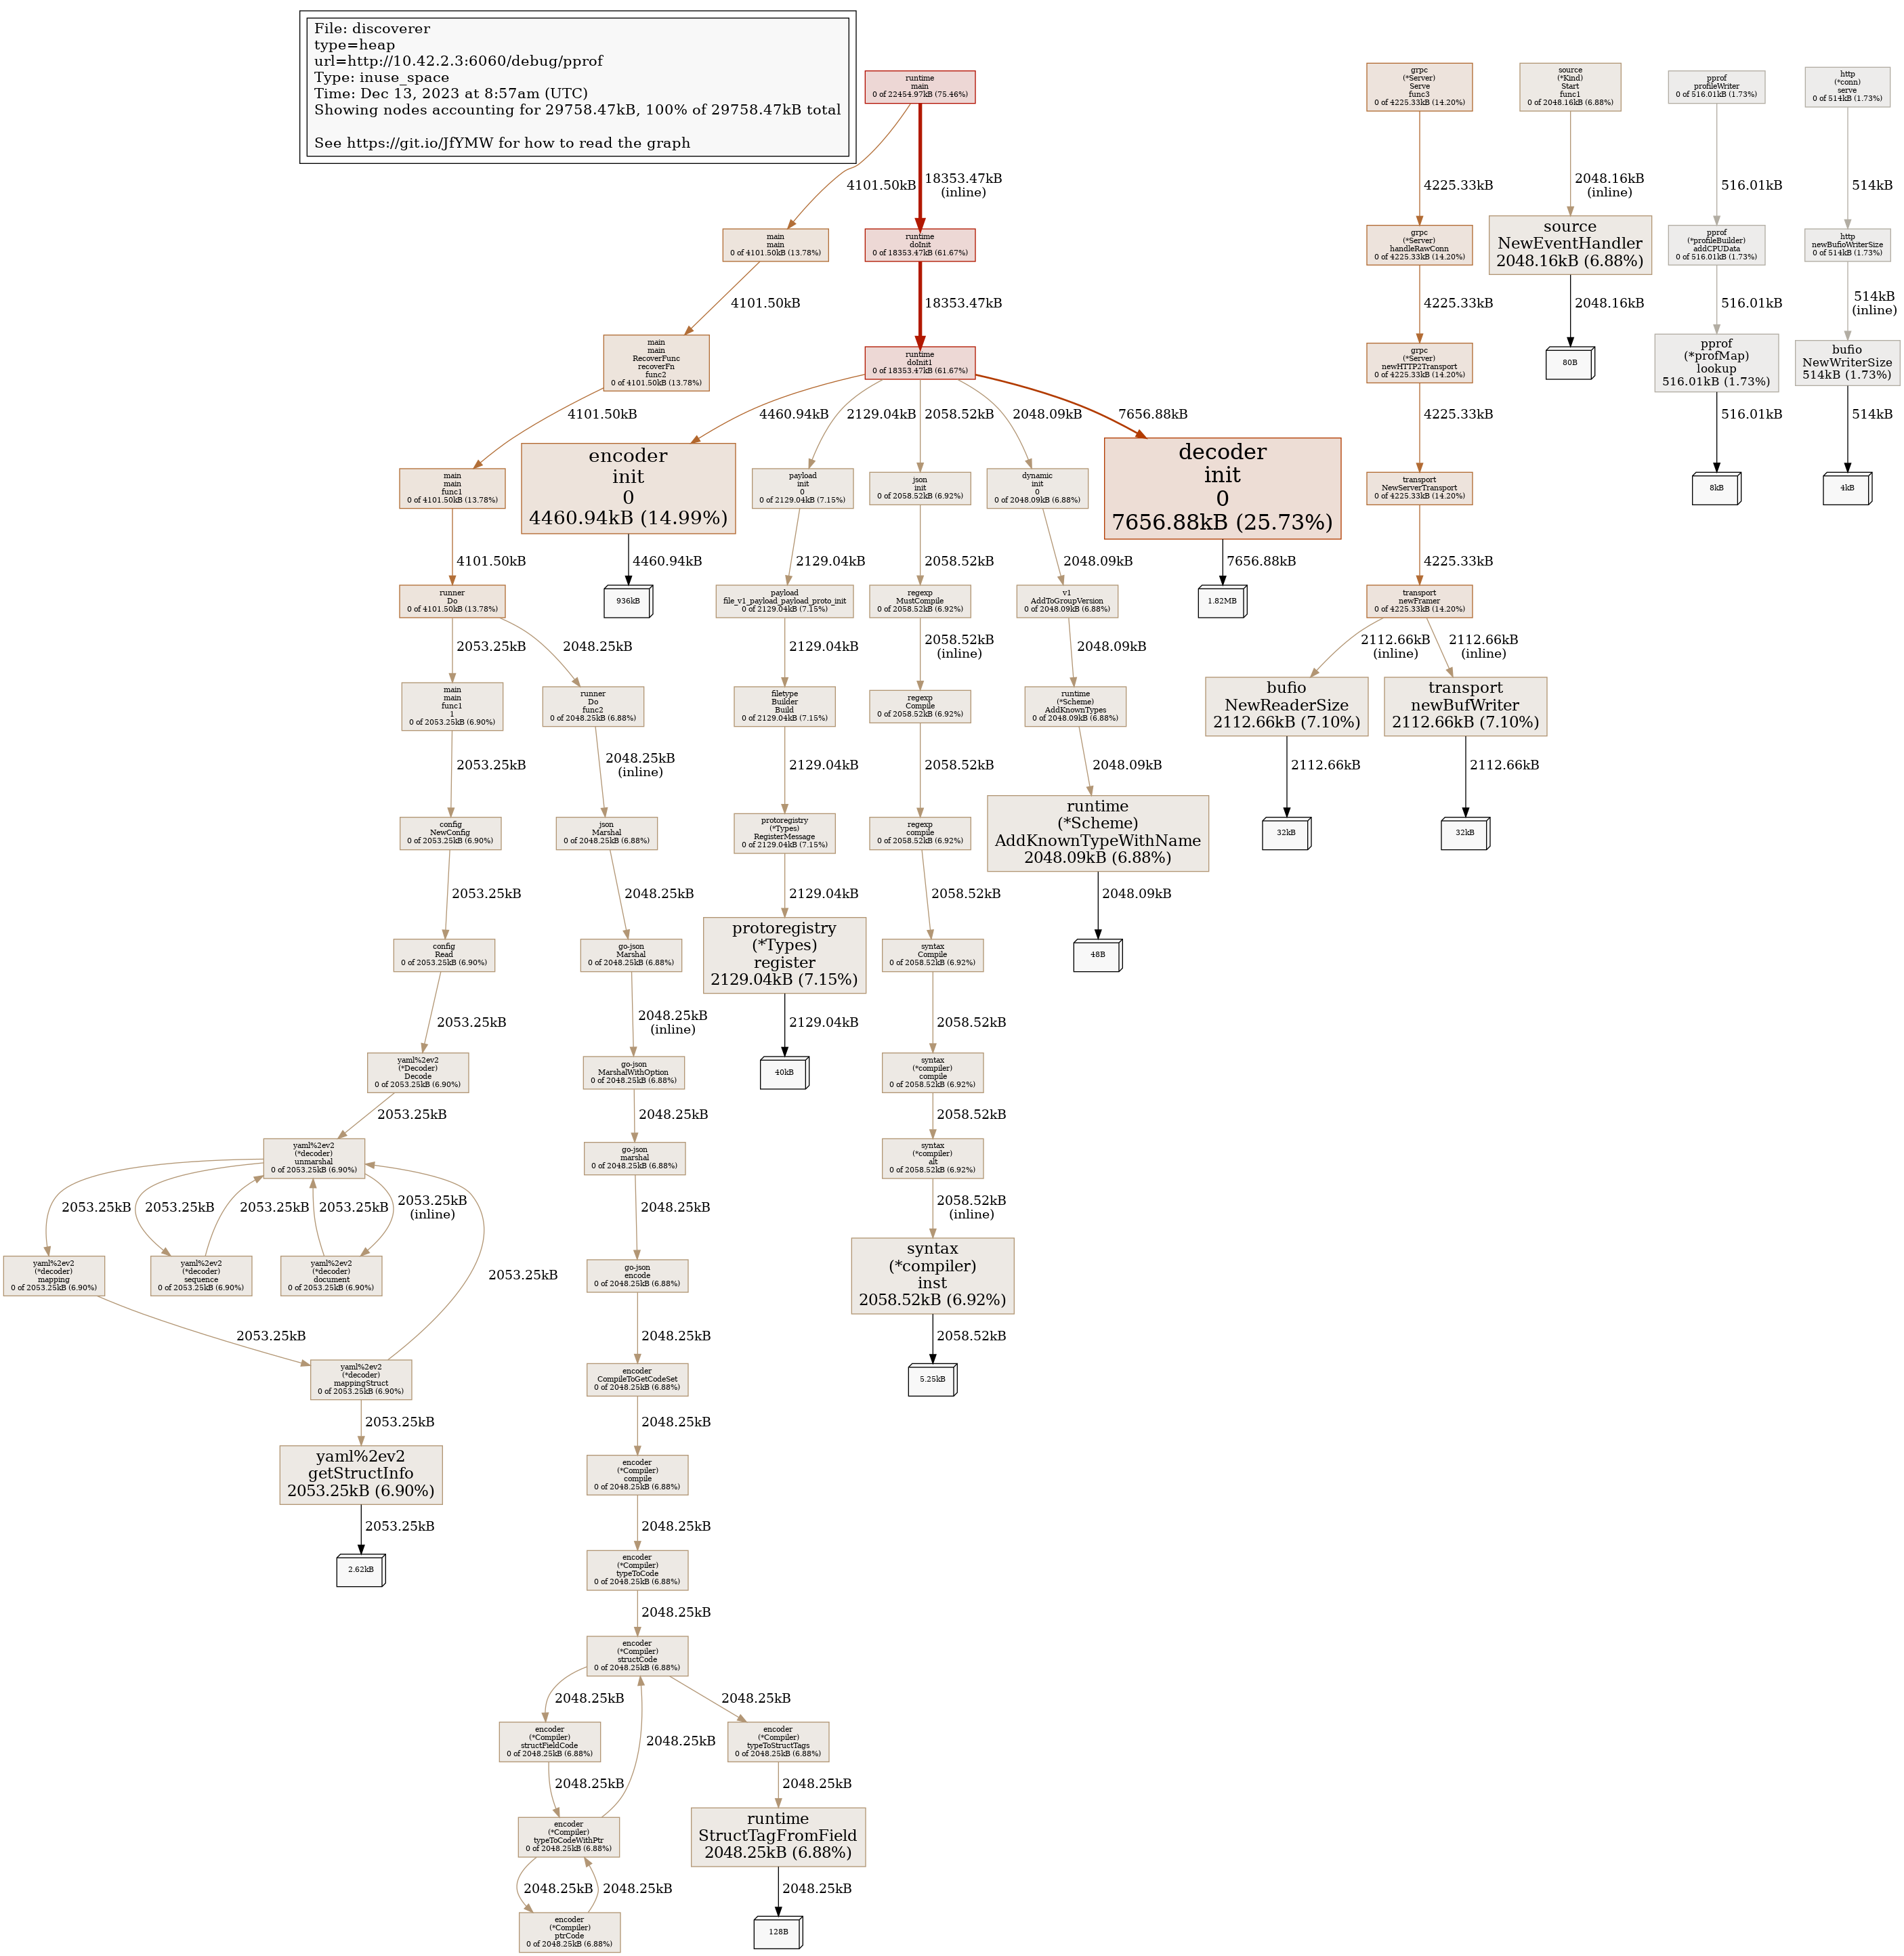 File: discoverer
type=heap
url=http://10.42.2.3:6060/debug/pprof
Type: inuse_space
Time: Dec 13, 2023 at 8:57am (UTC)
Showing nodes accounting for 29758.47kB, 100% of 29758.47kB total
See https://git.io/JfYMW for how to read the graph
runtime
main
0 of 22454.97kB (75.46%)
grpc
(*Server)
Serve
func3
0 of 4225.33kB (14.20%)
source
(*Kind)
Start
func1
0 of 2048.16kB (6.88%)
pprof
profileWriter
0 of 516.01kB (1.73%)
http
(*conn)
serve
0 of 514kB (1.73%)
4101.50kB
18353.47kB
(inline)
4225.33kB
2048.16kB
(inline)
516.01kB
514kB
main
main
0 of 4101.50kB (13.78%)
runtime
doInit
0 of 18353.47kB (61.67%)
grpc
(*Server)
handleRawConn
0 of 4225.33kB (14.20%)
source
NewEventHandler
2048.16kB (6.88%)
pprof
(*profileBuilder)
addCPUData
0 of 516.01kB (1.73%)
http
newBufioWriterSize
0 of 514kB (1.73%)
4101.50kB
18353.47kB
4225.33kB
2048.16kB
516.01kB
514kB
(inline)
main
main
RecoverFunc
recoverFn
func2
0 of 4101.50kB (13.78%)
runtime
doInit1
0 of 18353.47kB (61.67%)
grpc
(*Server)
newHTTP2Transport
0 of 4225.33kB (14.20%)
80B
pprof
(*profMap)
lookup
516.01kB (1.73%)
bufio
NewWriterSize
514kB (1.73%)
4101.50kB
4460.94kB
2129.04kB
2058.52kB
2048.09kB
7656.88kB
4225.33kB
516.01kB
514kB
main
main
func1
0 of 4101.50kB (13.78%)
encoder
init
0
4460.94kB (14.99%)
payload
init
0
0 of 2129.04kB (7.15%)
json
init
0 of 2058.52kB (6.92%)
dynamic
init
0
0 of 2048.09kB (6.88%)
decoder
init
0
7656.88kB (25.73%)
transport
NewServerTransport
0 of 4225.33kB (14.20%)
8kB
4kB
4101.50kB
4460.94kB
2129.04kB
2058.52kB
2048.09kB
7656.88kB
4225.33kB
runner
Do
0 of 4101.50kB (13.78%)
936kB
payload
file_v1_payload_payload_proto_init
0 of 2129.04kB (7.15%)
regexp
MustCompile
0 of 2058.52kB (6.92%)
v1
AddToGroupVersion
0 of 2048.09kB (6.88%)
1.82MB
transport
newFramer
0 of 4225.33kB (14.20%)
2053.25kB
2048.25kB
2129.04kB
2058.52kB
(inline)
2048.09kB
2112.66kB
(inline)
2112.66kB
(inline)
main
main
func1
1
0 of 2053.25kB (6.90%)
runner
Do
func2
0 of 2048.25kB (6.88%)
filetype
Builder
Build
0 of 2129.04kB (7.15%)
regexp
Compile
0 of 2058.52kB (6.92%)
runtime
(*Scheme)
AddKnownTypes
0 of 2048.09kB (6.88%)
bufio
NewReaderSize
2112.66kB (7.10%)
transport
newBufWriter
2112.66kB (7.10%)
2053.25kB
2048.25kB
(inline)
2129.04kB
2058.52kB
2048.09kB
2112.66kB
2112.66kB
config
NewConfig
0 of 2053.25kB (6.90%)
json
Marshal
0 of 2048.25kB (6.88%)
protoregistry
(*Types)
RegisterMessage
0 of 2129.04kB (7.15%)
regexp
compile
0 of 2058.52kB (6.92%)
runtime
(*Scheme)
AddKnownTypeWithName
2048.09kB (6.88%)
32kB
32kB
2053.25kB
2048.25kB
2129.04kB
2058.52kB
2048.09kB
config
Read
0 of 2053.25kB (6.90%)
go-json
Marshal
0 of 2048.25kB (6.88%)
protoregistry
(*Types)
register
2129.04kB (7.15%)
syntax
Compile
0 of 2058.52kB (6.92%)
48B
2053.25kB
2048.25kB
(inline)
2129.04kB
2058.52kB
yaml%2ev2
(*Decoder)
Decode
0 of 2053.25kB (6.90%)
go-json
MarshalWithOption
0 of 2048.25kB (6.88%)
40kB
syntax
(*compiler)
compile
0 of 2058.52kB (6.92%)
2053.25kB
2048.25kB
2058.52kB
yaml%2ev2
(*decoder)
unmarshal
0 of 2053.25kB (6.90%)
go-json
marshal
0 of 2048.25kB (6.88%)
syntax
(*compiler)
alt
0 of 2058.52kB (6.92%)
2053.25kB
2053.25kB
2053.25kB
2053.25kB
2053.25kB
(inline)
2048.25kB
2058.52kB
(inline)
yaml%2ev2
(*decoder)
mapping
0 of 2053.25kB (6.90%)
yaml%2ev2
(*decoder)
sequence
0 of 2053.25kB (6.90%)
yaml%2ev2
(*decoder)
document
0 of 2053.25kB (6.90%)
2053.25kB
go-json
encode
0 of 2048.25kB (6.88%)
syntax
(*compiler)
inst
2058.52kB (6.92%)
2053.25kB
2048.25kB
2058.52kB
yaml%2ev2
(*decoder)
mappingStruct
0 of 2053.25kB (6.90%)
encoder
CompileToGetCodeSet
0 of 2048.25kB (6.88%)
5.25kB
2053.25kB
2048.25kB
yaml%2ev2
getStructInfo
2053.25kB (6.90%)
encoder
(*Compiler)
compile
0 of 2048.25kB (6.88%)
2053.25kB
2048.25kB
2.62kB
encoder
(*Compiler)
typeToCode
0 of 2048.25kB (6.88%)
2048.25kB
encoder
(*Compiler)
structCode
0 of 2048.25kB (6.88%)
2048.25kB
2048.25kB
encoder
(*Compiler)
structFieldCode
0 of 2048.25kB (6.88%)
2048.25kB
encoder
(*Compiler)
typeToStructTags
0 of 2048.25kB (6.88%)
2048.25kB
2048.25kB
encoder
(*Compiler)
typeToCodeWithPtr
0 of 2048.25kB (6.88%)
runtime
StructTagFromField
2048.25kB (6.88%)
2048.25kB
2048.25kB
2048.25kB
encoder
(*Compiler)
ptrCode
0 of 2048.25kB (6.88%)
128B